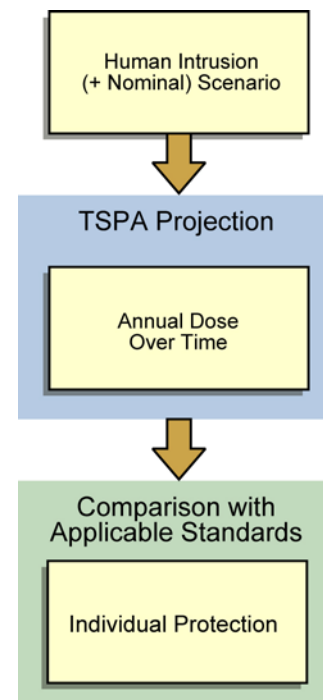 Human Intrusion
(+ Nominal) Scenario
TSPA Projection
Annual Dose
Over Time
Comparison with
Applicable Standards
Individual Protection